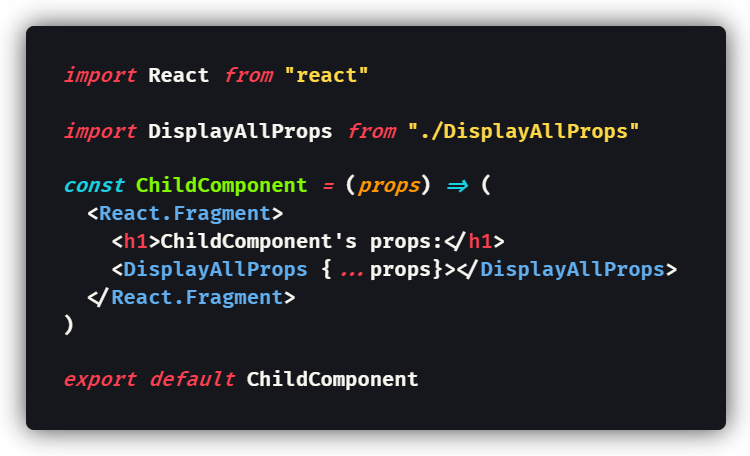 import React from "react"
import DisplayAllProps from "./DisplayAllProps"
const ChildComponent = (props) => (
  <React.Fragment>
    <h1>ChildComponent's props:</h1>
    <DisplayAllProps {...props}></DisplayAllProps>
  </React.Fragment>
)
export default ChildComponent